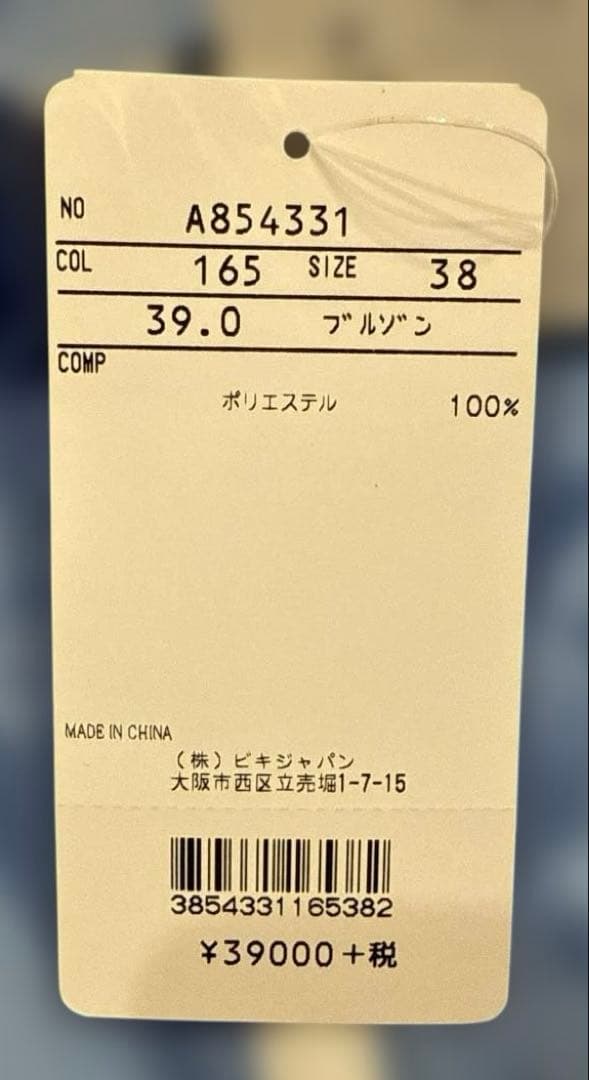 NO A854331
COL 165 SIZE 38
39.0 ブルゾン
COMP
ポリエステル 100%
MADE IN CHINA
（株）ビキジャパン
大阪市西区立売堀1-7-15
3854331165382
¥39000+税